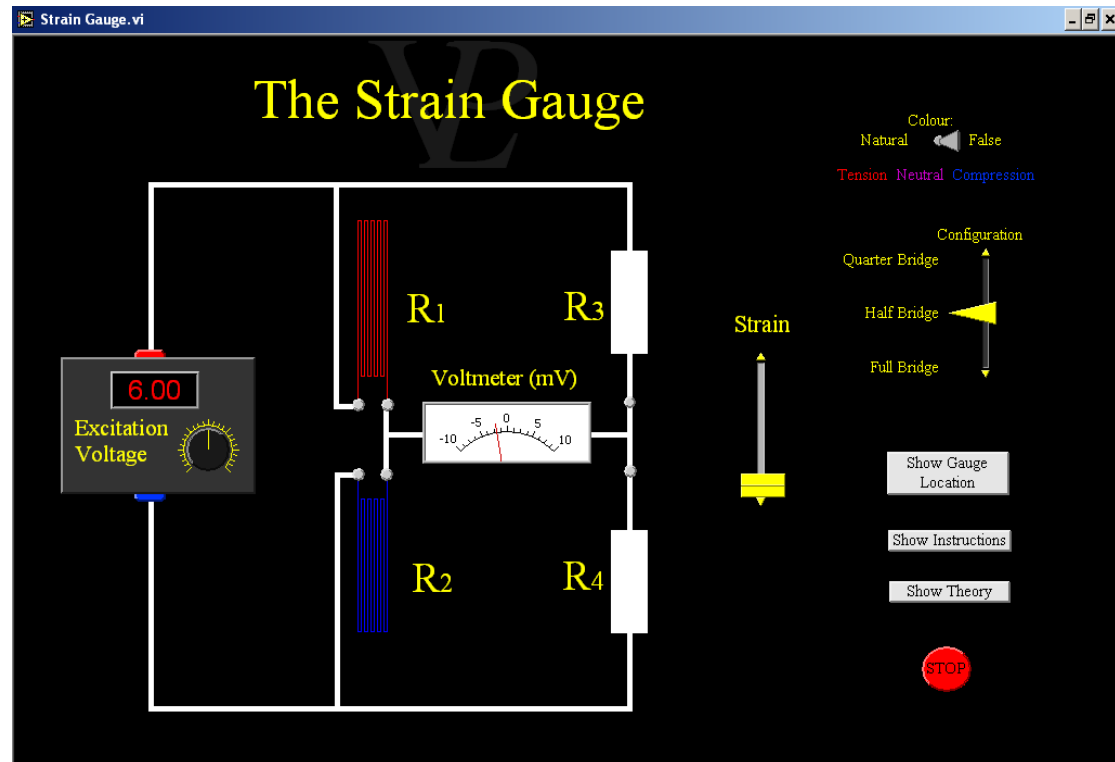 Strain Gauge.vi
VPL
The Strain Gauge
Colour:
Natural False
Tension Neutral Compression
Configuration
Quarter Bridge
Half Bridge
Full Bridge
R1
R3
Strain
Voltmeter (mV)
6.00
Excitation
Voltage
-10 -5 0 5 10
Show Gauge
Location
Show Instructions
R2
R4
Show Theory
STOP